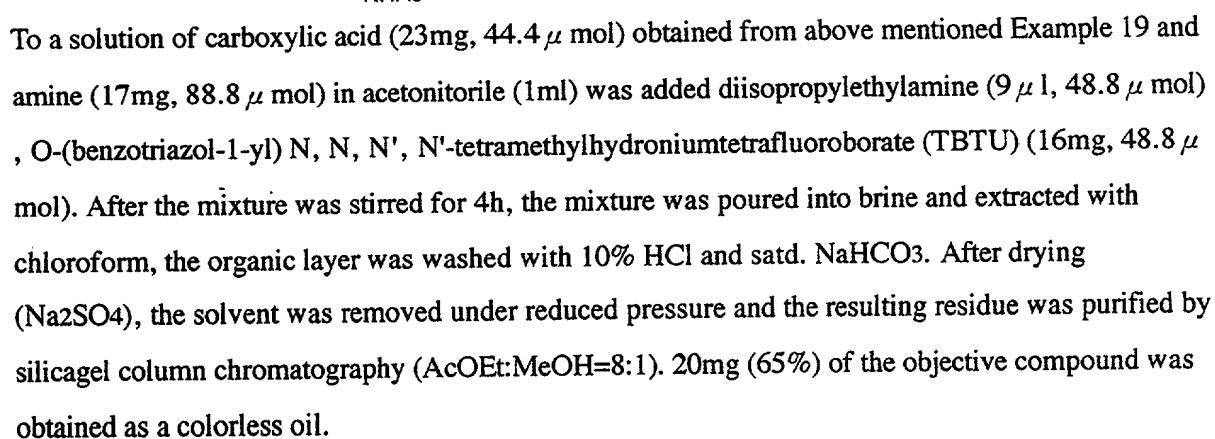 To a solution of carboxylic acid (23mg, 44.4 μ mol) obtained from above mentioned Example 19 and
amine (17mg, 88.8 μ mol) in acetonitorile (1ml) was added diisopropylethylamine (9 μ l, 48.8 μ mol)
, O-(benzotriazol-1-yl) N, N, N', N'-tetramethylhydroniumtetrafluoroborate (TBTU) (16mg, 48.8 μ
mol). After the mixture was stirred for 4h, the mixture was poured into brine and extracted with
chloroform, the organic layer was washed with 10% HCl and satd. NaHCO3. After drying
(Na2SO4), the solvent was removed under reduced pressure and the resulting residue was purified by
silicagel column chromatography (AcOEt:MeOH=8:1). 20mg (65%) of the objective compound was
obtained as a colorless oil.